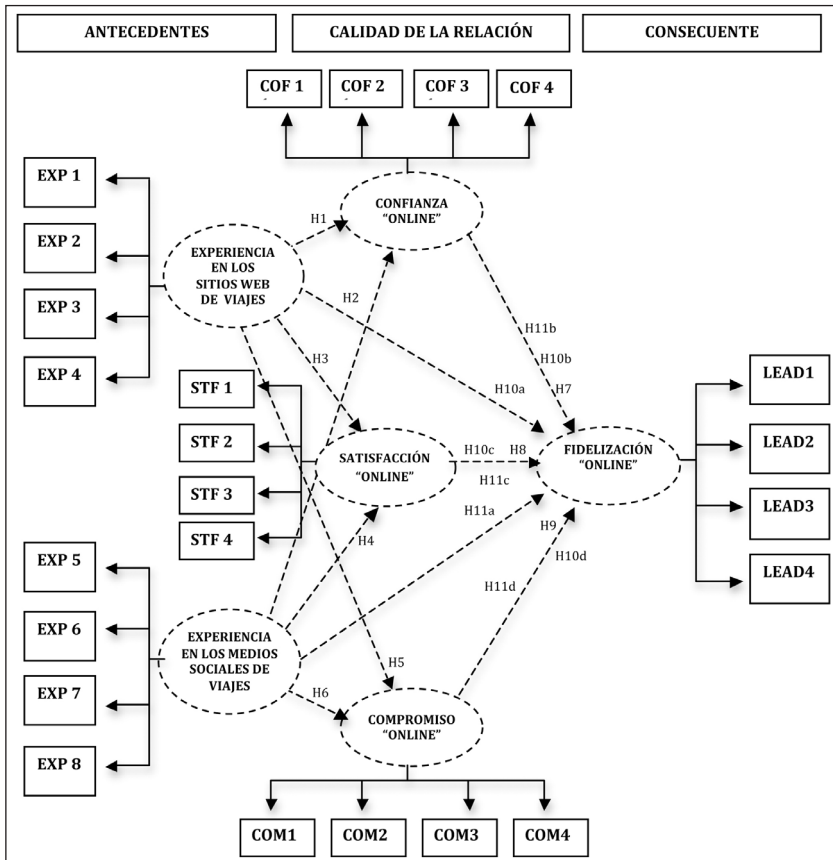 ANTECEDENTES
CALIDAD DE LA RELACIÓN
CONSECUENTE
COF 1
COF 2
COF 3
COF 4
EXP 1
EXP 2
EXP 3
EXP 4
EXPERIENCIA
EN LOS
SITIOS WEB
DE VIAJES
CONFIANZA
"ONLINE"
H1
H2
H3
H11b
H10b
H7
H10a
STF 1
STF 2
STF 3
STF 4
SATISFACCIÓN
"ONLINE"
H10c
H8
H11c
H11a
FIDELIZACIÓN
"ONLINE"
LEAD1
LEAD2
LEAD3
LEAD4
H4
H9
H10d
H11d
EXP 5
EXP 6
EXP 7
EXP 8
EXPERIENCIA
EN LOS MEDIOS
SOCIALES DE
VIAJES
H5
H6
COMPROMISO
"ONLINE"
COM1
COM2
COM3
COM4